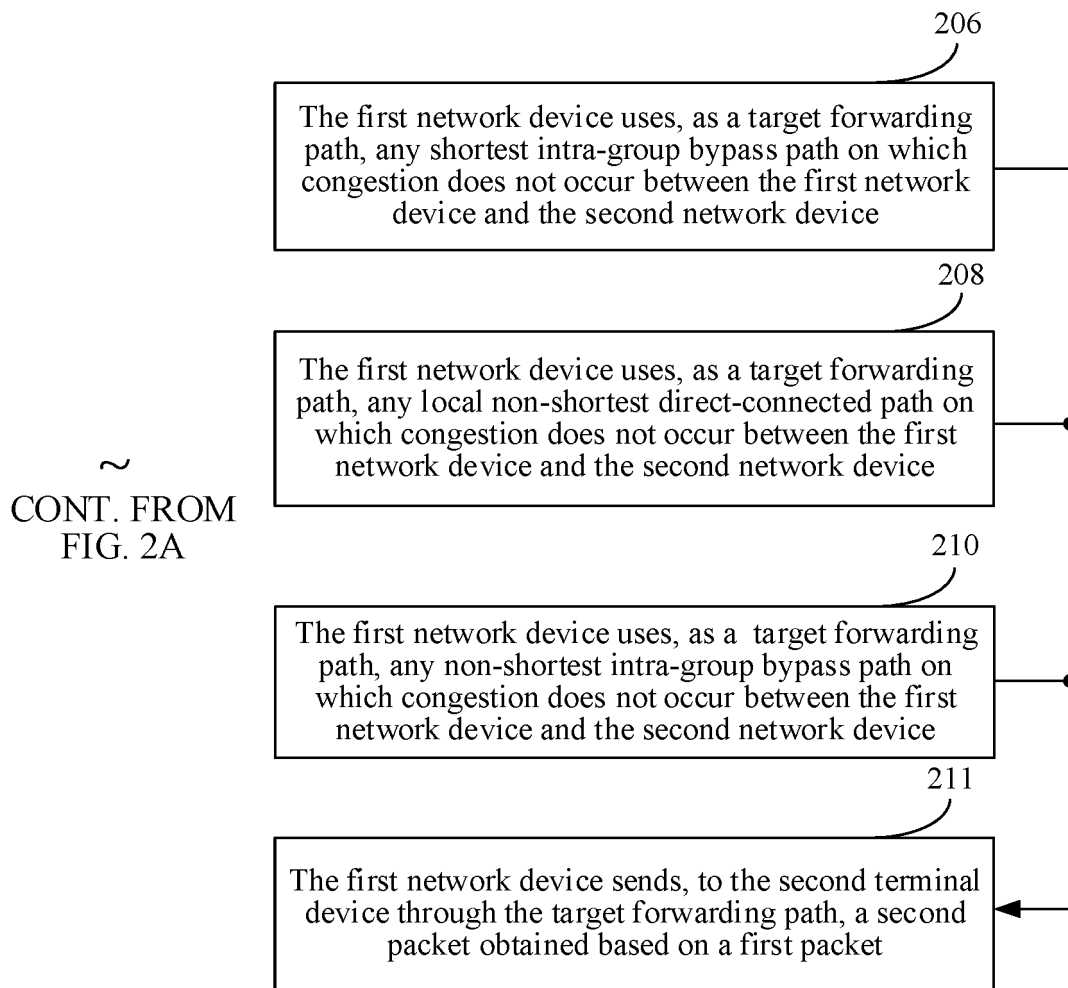 206
The first network device uses, as a target forwarding
path, any shortest intra-group bypass path on which
congestion does not occur between the first network
device and the second network device
208
The first network device uses, as a target forwarding
path, any local non-shortest direct-connected path on
which congestion does not occur between the first
network device and the second network device
~
CONT. FROM
FIG. 2A
210
The first network device uses, as a target forwarding
path, any non-shortest intra-group bypass path on
which congestion does not occur between the first
network device and the second network device
211
The first network device sends, to the second terminal
device through the target forwarding path, a second
packet obtained based on a first packet